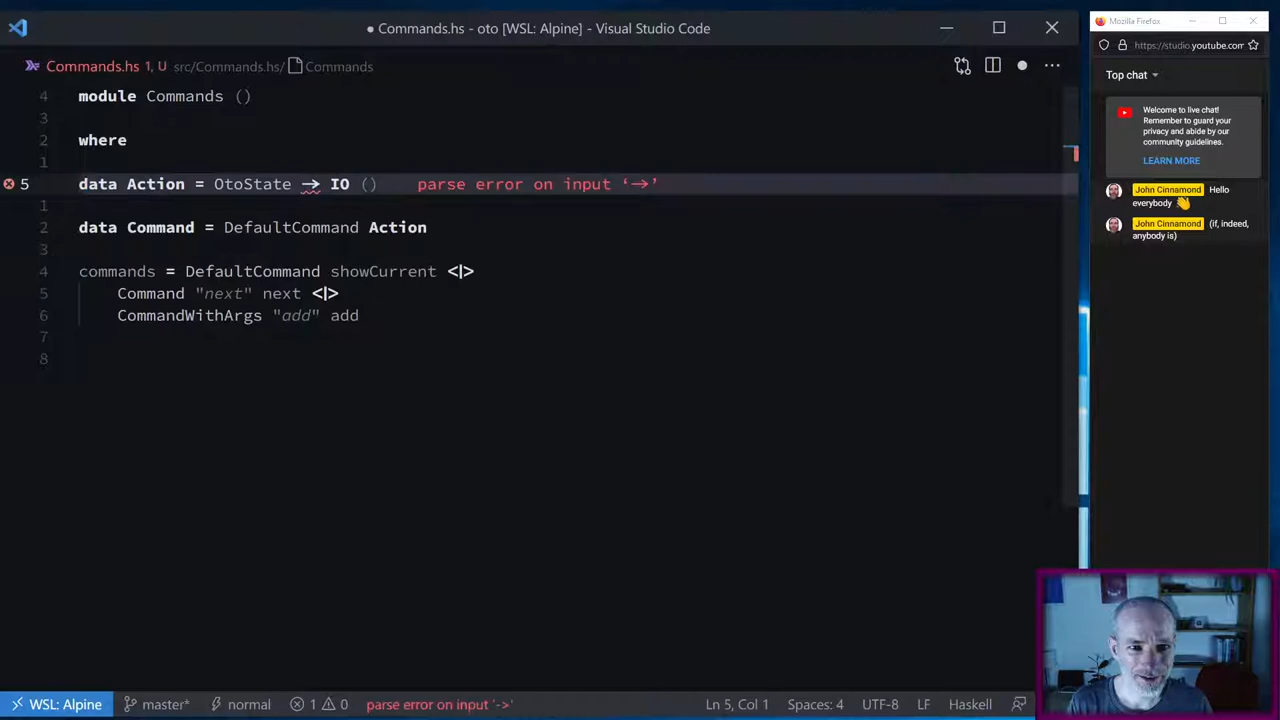 ● Commands.hs - oto [WSL: Alpine] - Visual Studio Code
Commands.hs 1, U src/Commands.hs/ Commands
4 module Commands ()
3
2 where
1
5 data Action = OtoState → IO () parse error on input ‘→’
1
2 data Command = DefaultCommand Action
3
4 commands = DefaultCommand showCurrent <|>
5 Command "next" next <|>
6 CommandWithArgs "add" add
7
8
WSL: Alpine master* normal 1 0 parse error on input '->' Ln 5, Col 1 Spaces: 4 UTF-8 LF Haskell
Mozilla Firefox
https://studio.youtube.com
Top chat
Welcome to live chat!
Remember to guard your
privacy and abide by our
community guidelines.
LEARN MORE
John Cinnamond Hello
everybody 👋
John Cinnamond (if, indeed,
anybody is)